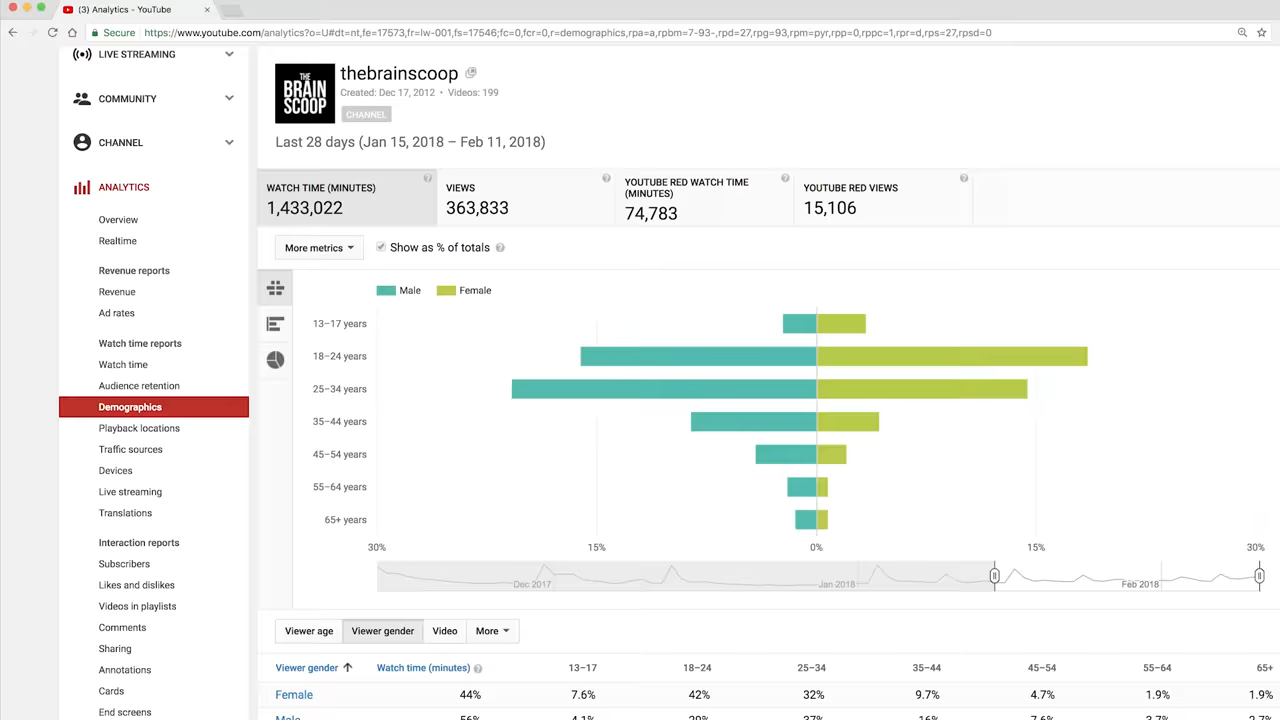 (3) Analytics - YouTube
Secure https://www.youtube.com/analytics?o=U#dt=nt,fe=17573,fr=lw-001,fs=17546;fc=0,fcr=0,r=demographics,rpa=a,rpbm=7-93-,rpd=27,rpg=93,rpm=pyr,rpp=0,rppc=1,rpr=d,rps=27,rpsd=0
LIVE STREAMING
COMMUNITY
CHANNEL
ANALYTICS
Overview
Realtime
Revenue reports
Revenue
Ad rates
Watch time reports
Watch time
Audience retention
Demographics
Playback locations
Traffic sources
Devices
Live streaming
Translations
Interaction reports
Subscribers
Likes and dislikes
Videos in playlists
Comments
Sharing
Annotations
Cards
End screens
THE
BRAIN
SCOOP
thebrainscoop
Created: Dec 17, 2012 • Videos: 199
CHANNEL
Last 28 days (Jan 15, 2018 – Feb 11, 2018)
WATCH TIME (MINUTES)
1,433,022
VIEWS
363,833
YOUTUBE RED WATCH TIME
(MINUTES)
74,783
YOUTUBE RED VIEWS
15,106
More metrics
Show as % of totals
Male Female
13–17 years
18–24 years
25–34 years
35–44 years
45–54 years
55–64 years
65+ years
30% 15% 0% 15% 30%
Dec 2017 Jan 2018 Feb 2018
Viewer age Viewer gender Video More
Viewer gender Watch time (minutes) 13–17 18–24 25–34 35–44 45–54 55–64 65+
Female 44% 7.6% 42% 32% 9.7% 4.7% 1.9% 1.9%
Male 56% 4.1% 29% 37% 16% 7.6% 3.7% 2.7%